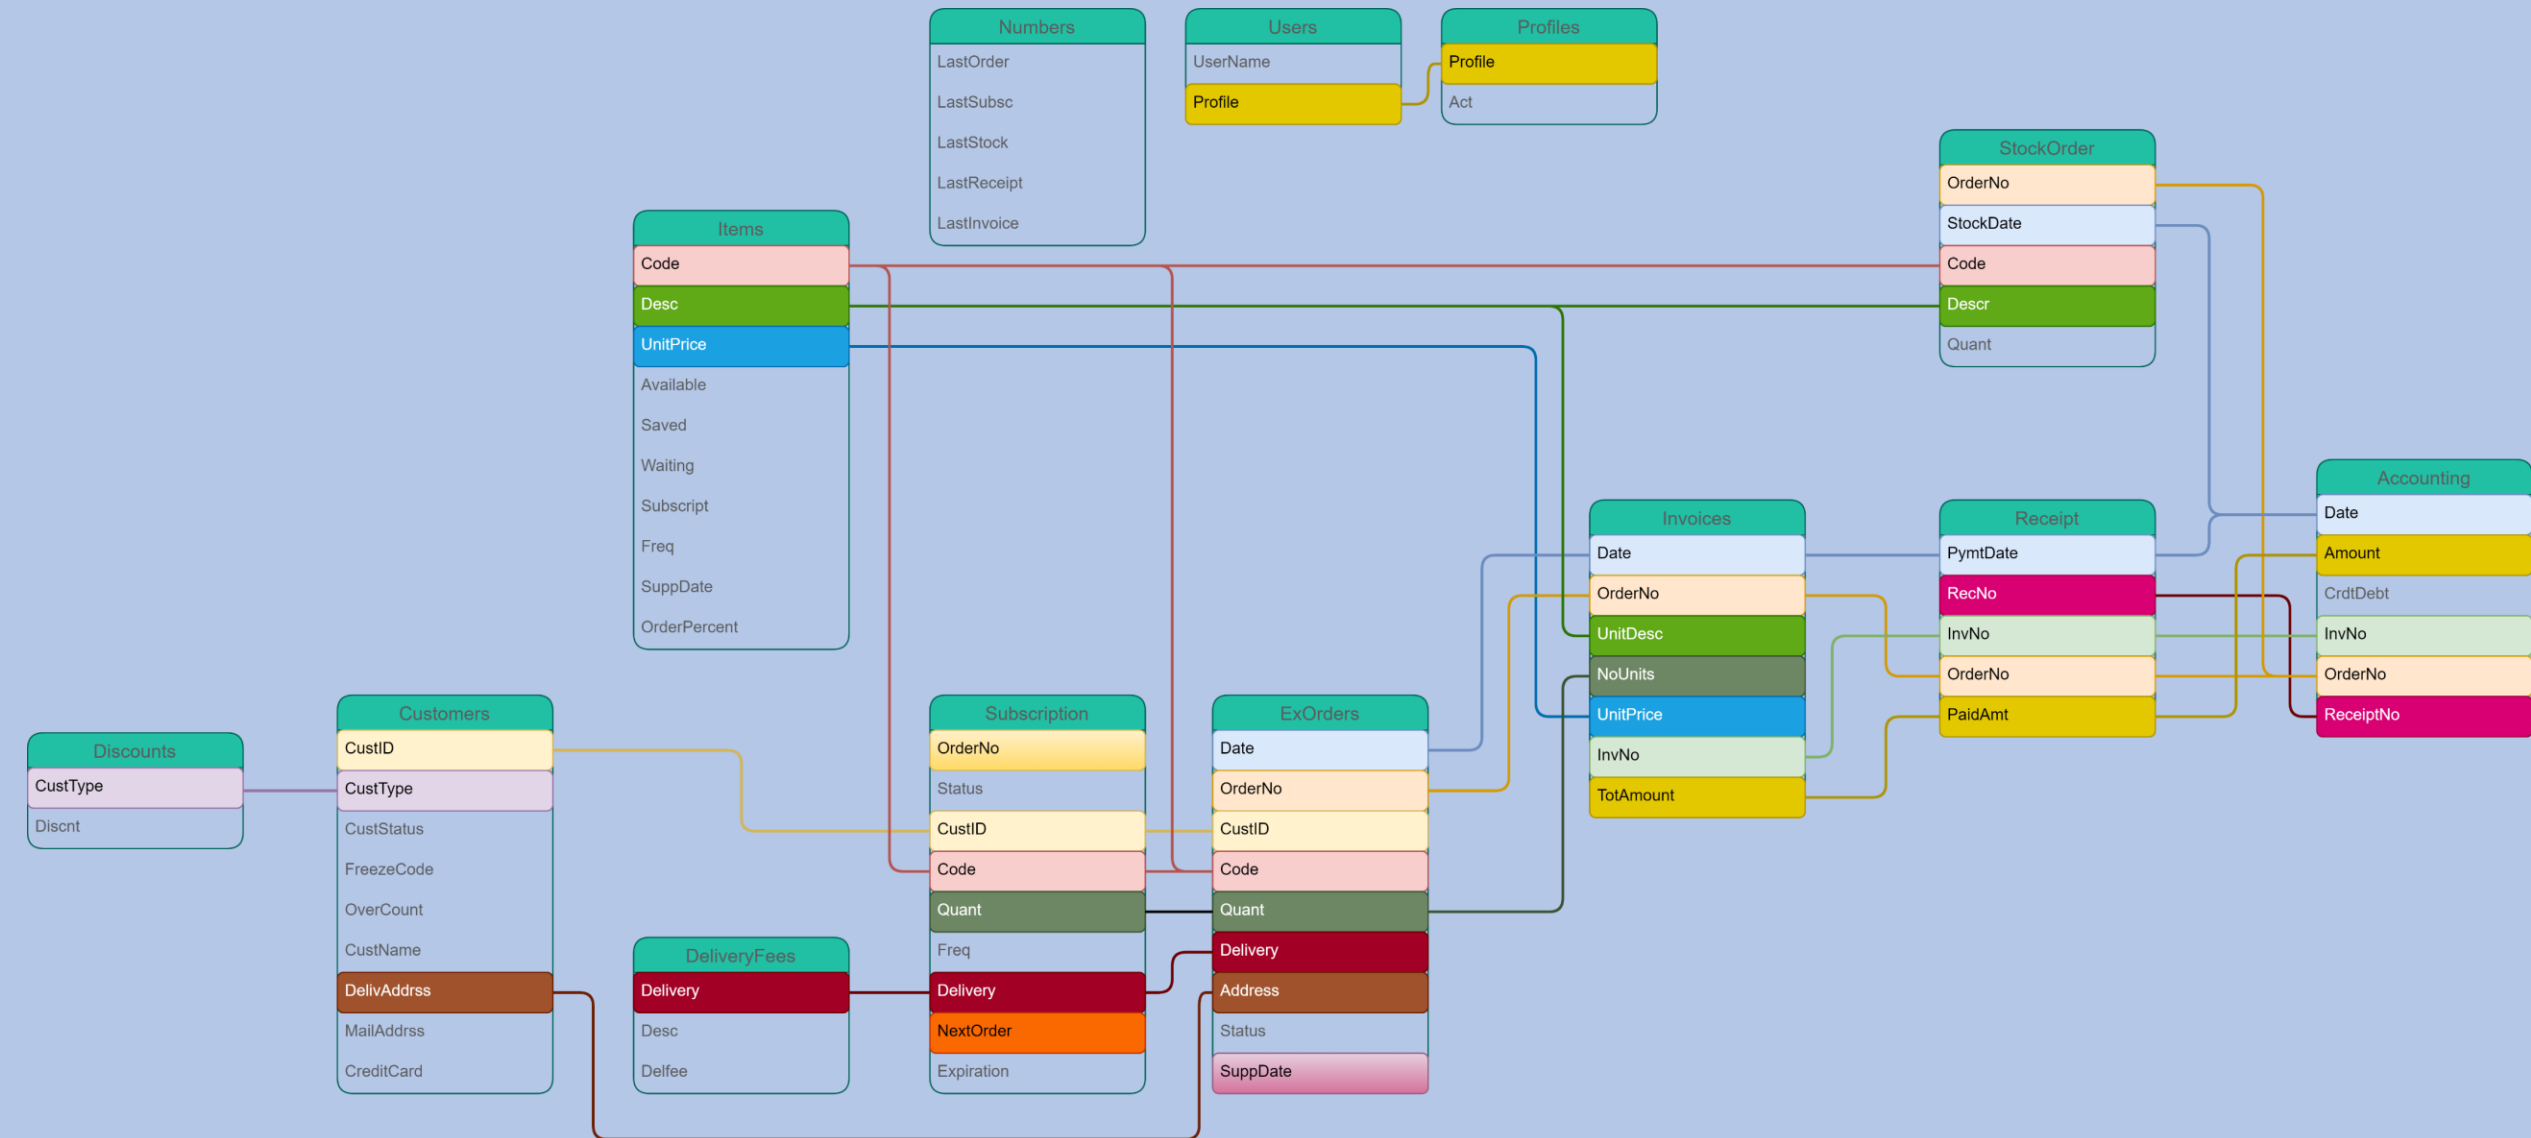 Numbers
LastOrder
LastSubsc
LastStock
LastReceipt
LastInvoice
Users
UserName
Profile
Profiles
Profile
Act
StockOrder
OrderNo
StockDate
Code
Descr
Quant
Items
Code
Desc
UnitPrice
Available
Saved
Waiting
Subscript
Freq
SuppDate
OrderPercent
Accounting
Date
Amount
CrdtDebt
InvNo
OrderNo
ReceiptNo
Invoices
Date
OrderNo
UnitDesc
NoUnits
UnitPrice
InvNo
TotAmount
Receipt
PymtDate
RecNo
InvNo
OrderNo
PaidAmt
Discounts
CustType
Discnt
Customers
CustID
CustType
CustStatus
FreezeCode
OverCount
CustName
DelivAddrss
MailAddrss
CreditCard
DeliveryFees
Delivery
Desc
Delfee
Subscription
OrderNo
Status
CustID
Code
Quant
Freq
Delivery
NextOrder
Expiration
ExOrders
Date
OrderNo
CustID
Code
Quant
Delivery
Address
Status
SuppDate